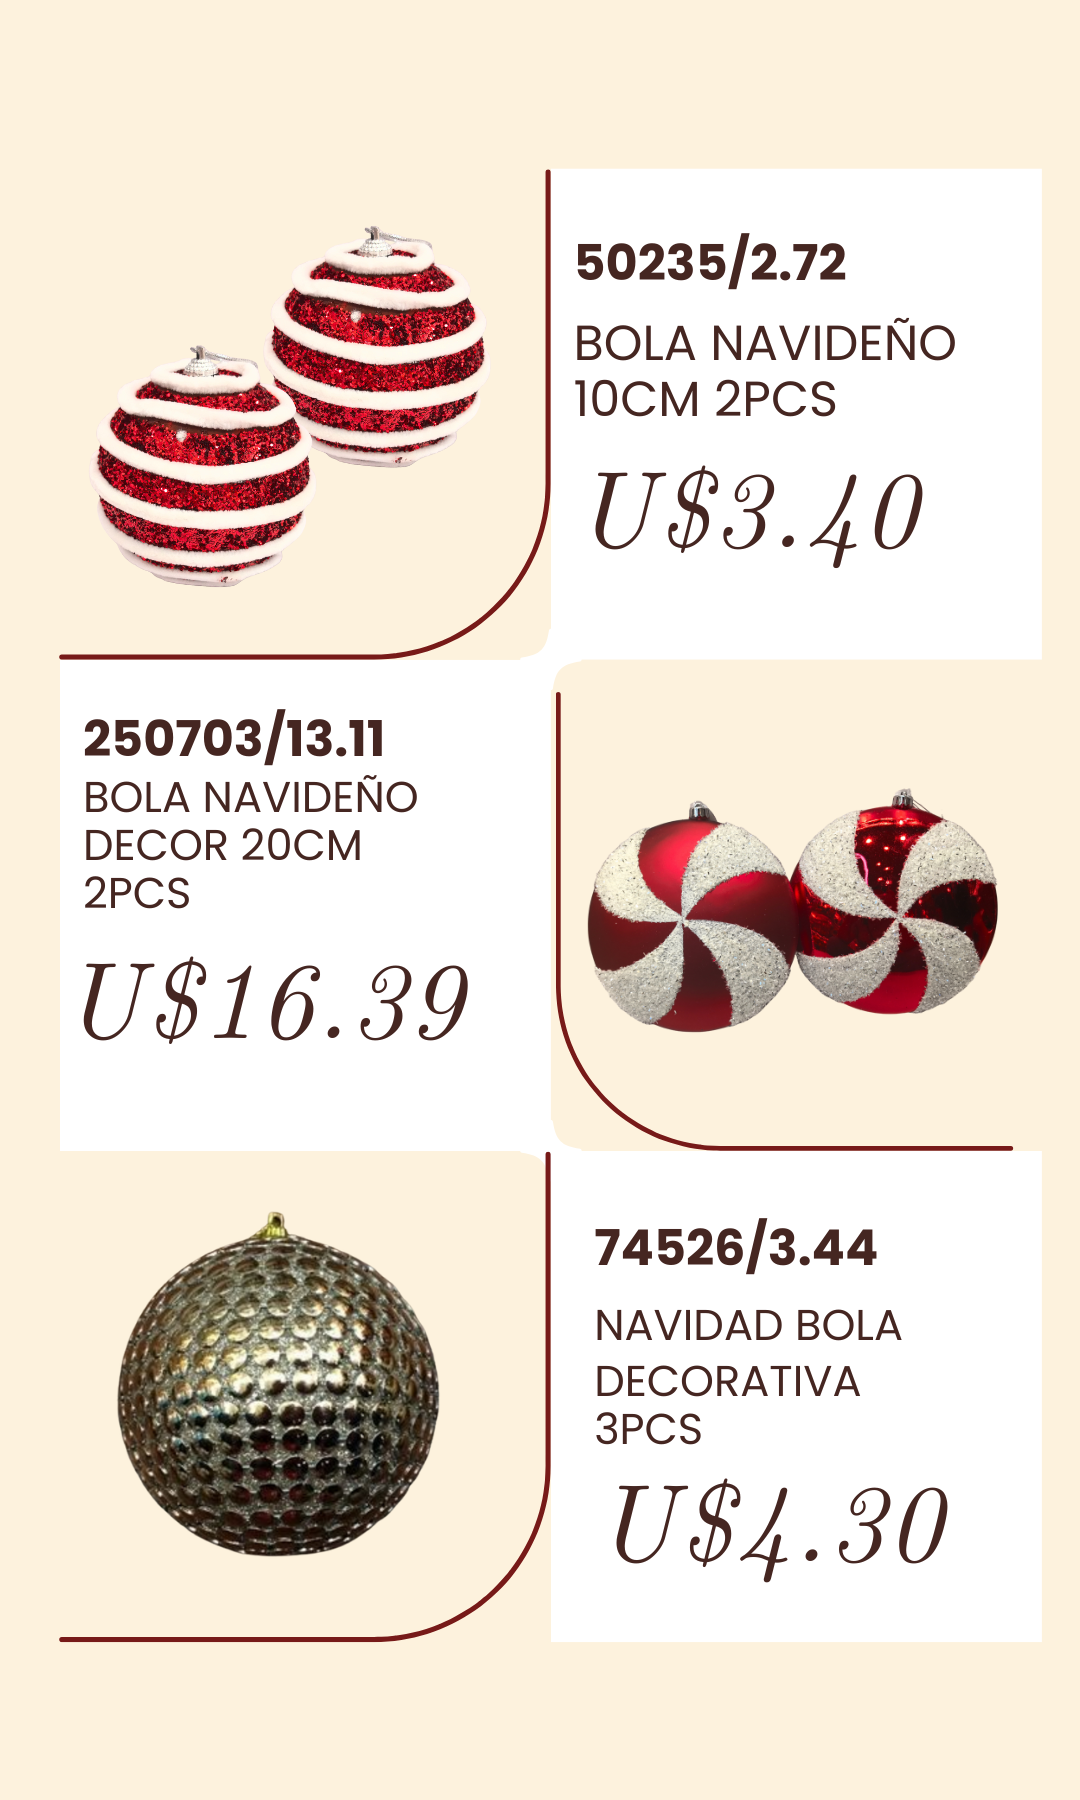 50235/2.72
BOLA NAVIDEÑO
10CM 2PCS
U$3.40
250703/13.11
BOLA NAVIDEÑO
DECOR 20CM
2PCS
U$16.39
74526/3.44
NAVIDAD BOLA
DECORATIVA
3PCS
U$4.30